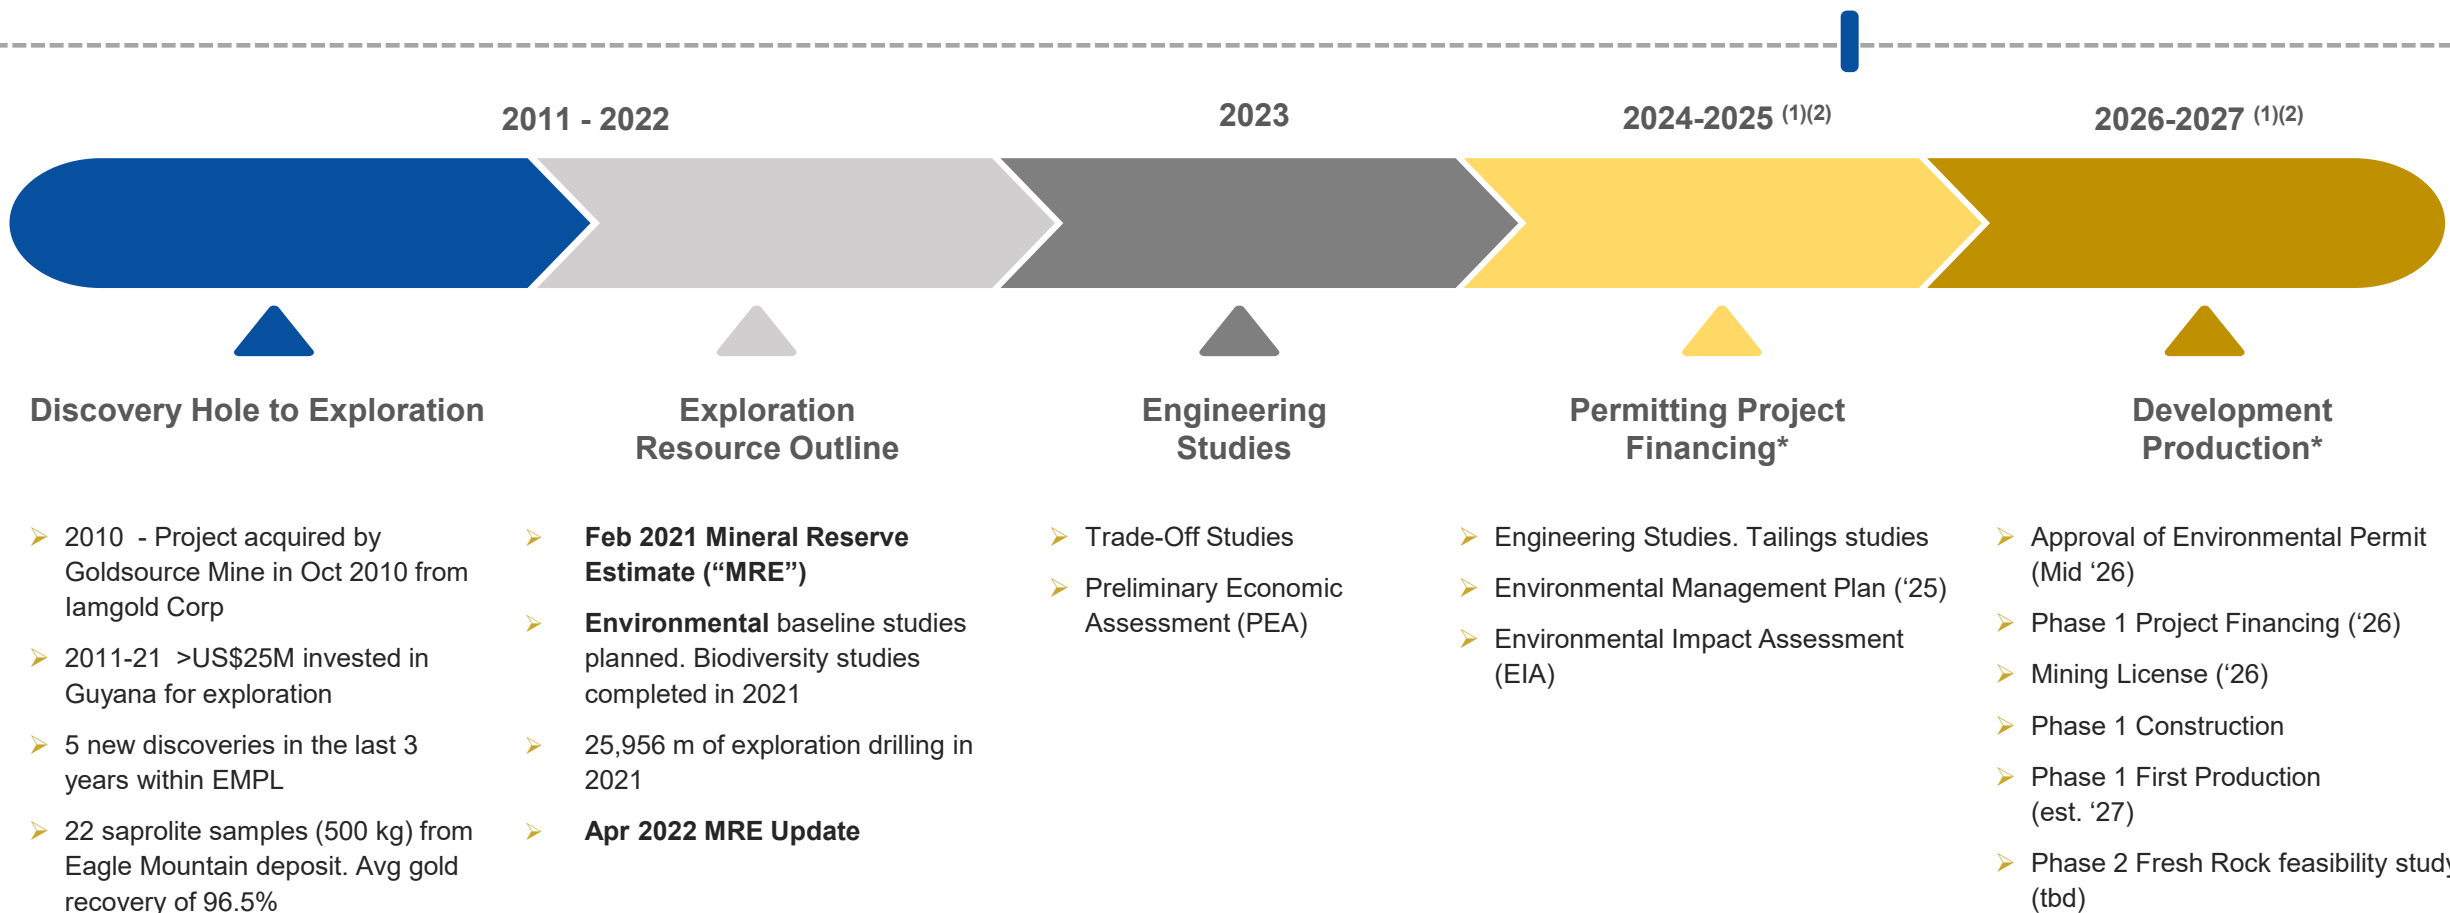 2011 - 2022
2023
2024-2025 (1)(2)
2026-2027 (1)(2)
Discovery Hole to Exploration
Exploration
Resource Outline
Engineering
Studies
Permitting Project
Financing*
Development
Production*
2010  - Project acquired by
Goldsource Mine in Oct 2010 from
Iamgold Corp
2011-21  >US$25M invested in
Guyana for exploration
5 new discoveries in the last 3
years within EMPL
22 saprolite samples (500 kg) from
Eagle Mountain deposit. Avg gold
recovery of 96.5%
Feb 2021 Mineral Reserve
Estimate (“MRE”)
Environmental baseline studies
planned. Biodiversity studies
completed in 2021
25,956 m of exploration drilling in
2021
Apr 2022 MRE Update
Trade-Off Studies
Preliminary Economic
Assessment (PEA)
Engineering Studies. Tailings studies
Environmental Management Plan (‘25)
Environmental Impact Assessment
(EIA)
Approval of Environmental Permit
(Mid ‘26)
Phase 1 Project Financing (‘26)
Mining License (‘26)
Phase 1 Construction
Phase 1 First Production
(est. ‘27)
Phase 2 Fresh Rock feasibility study
(tbd)